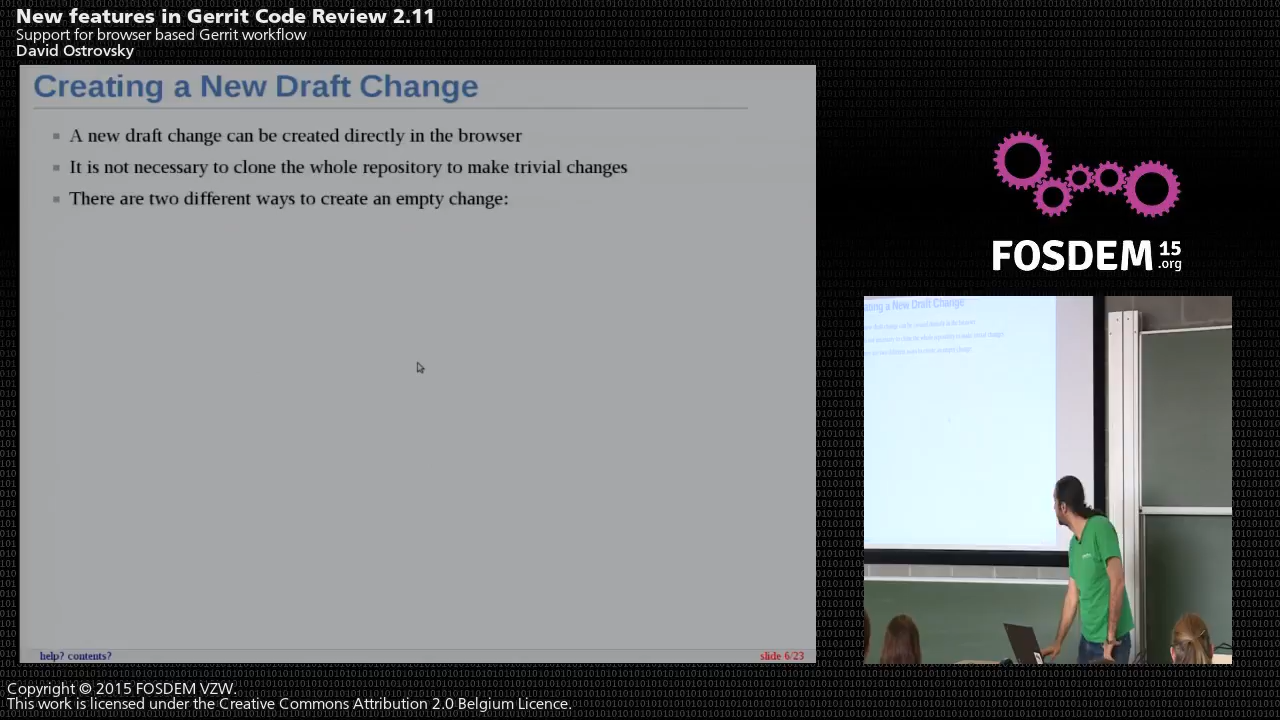 New features in Gerrit Code Review 2.11
Support for browser based Gerrit workflow
David Ostrovsky
Creating a New Draft Change
A new draft change can be created directly in the browser
It is not necessary to clone the whole repository to make trivial changes
There are two different ways to create an empty change:
help? contents?
slide 6/23
FOSDEM 15
.org
ating a New Draft Change
Copyright © 2015 FOSDEM VZW.
This work is licensed under the Creative Commons Attribution 2.0 Belgium Licence.